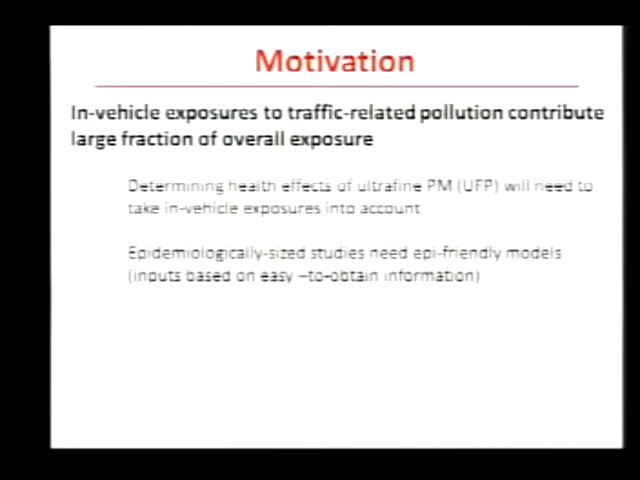 Motivation
In-vehicle exposures to traffic-related pollution contribute
large fraction of overall exposure
Determining health effects of ultrafine PM (UFP) will need to
take in-vehicle exposures into account
Epidemiologically-sized studies need epi-friendly models
(inputs based on easy –to-obtain information)